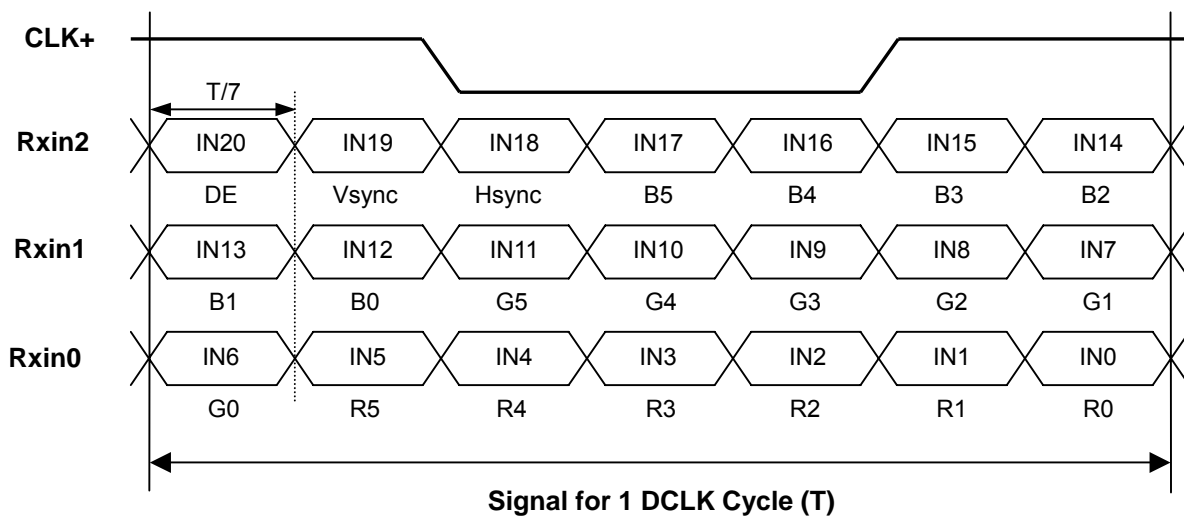 CLK+
T/7
Rxin2 IN20 IN19 IN18 IN17 IN16 IN15 IN14
DE Vsync Hsync B5 B4 B3 B2
Rxin1 IN13 IN12 IN11 IN10 IN9 IN8 IN7
B1 B0 G5 G4 G3 G2 G1
Rxin0 IN6 IN5 IN4 IN3 IN2 IN1 IN0
G0 R5 R4 R3 R2 R1 R0
Signal for 1 DCLK Cycle (T)